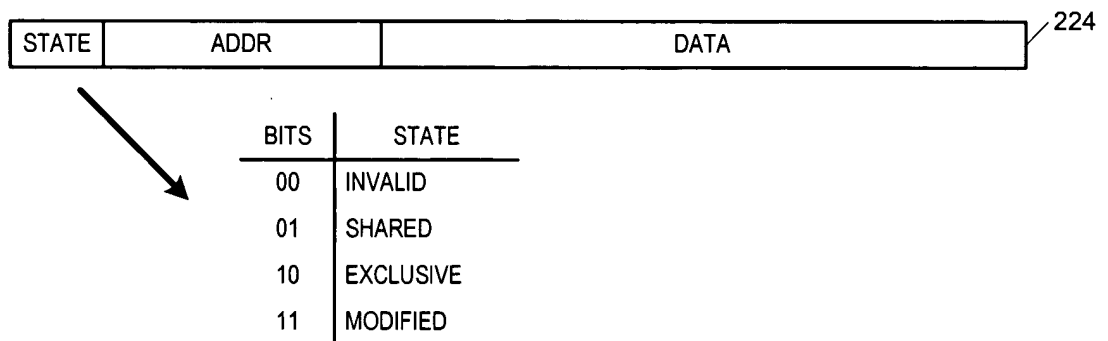 224
STATE ADDR DATA
BITS STATE
00 INVALID
01 SHARED
10 EXCLUSIVE
11 MODIFIED